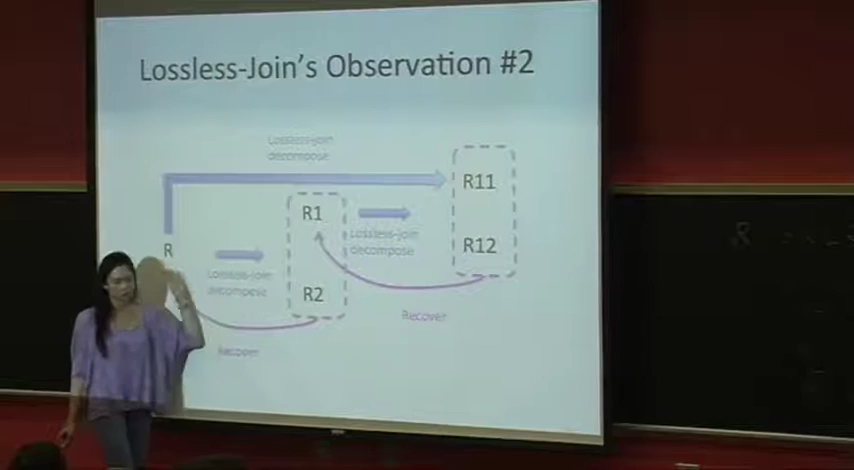 Lossless-Join's Observation #2
Lossless-join
decompose
R11
R1
Lossless-join
decompose
R12
R
Lossless-join
decompose
R2
Recover
Recover